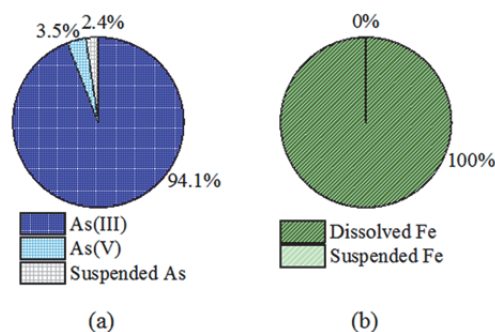 3.5%
2.4%
94.1%
As(III)
As(V)
Suspended As
(a)
0%
100%
Dissolved Fe
Suspended Fe
(b)